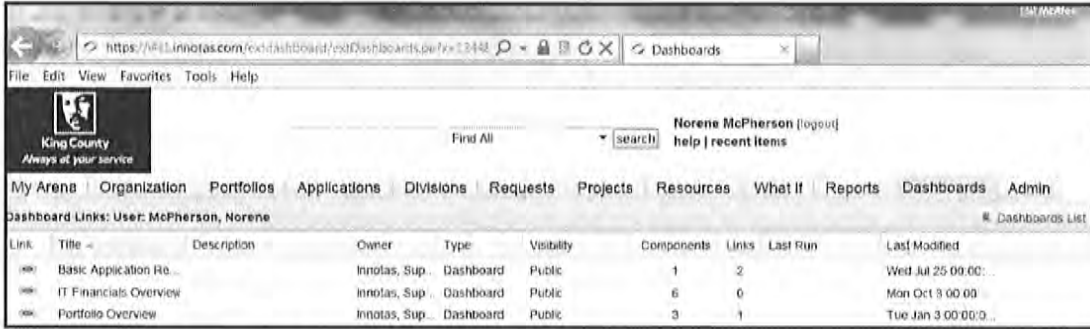 https:// innotas.com/ Dashboards
File Edit View Favorites Tools Help
King County
Always at your service
Norene McPherson [logout]
Find All search help | recent items
My Arena Organization Portfolios Applications Divisions Requests Projects Resources What If Reports Dashboards Admin
Dashboard Links: User: McPherson, Norene Dashboards List
Link Title Description Owner Type Visibility Components Links Last Run Last Modified
Basic Application Re... Innotas, Sup... Dashboard Public 1 2 Wed Jul 25 00:00:...
IT Financials Overview Innotas, Sup... Dashboard Public 6 0 Mon Oct 3 00:00
Portfolio Overview Innotas, Sup... Dashboard Public 3 1 Tue Jan 3 00:00:0...